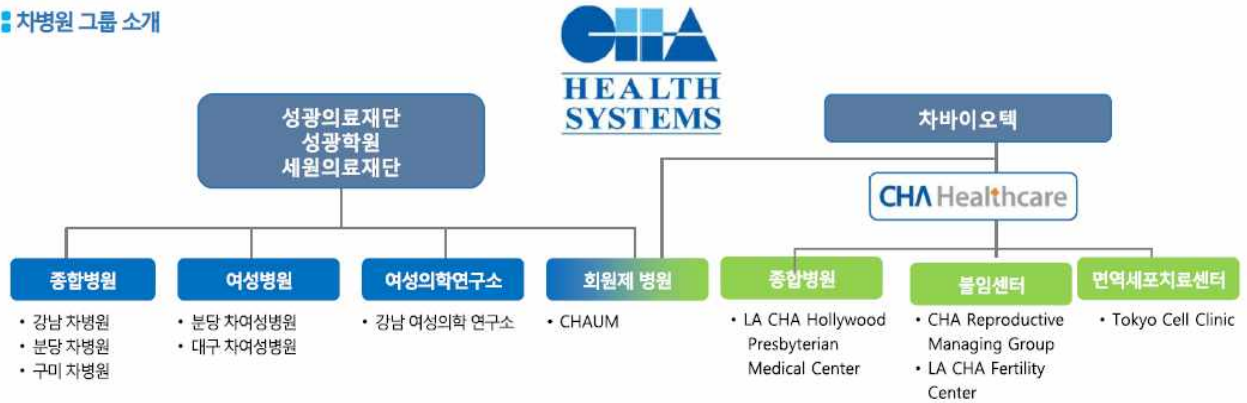 차병원 그룹 소개
CHA
HEALTH
SYSTEMS
성광의료재단
성광학원
세원의료재단
차바이오텍
CHA Healthcare
종합병원
• 강남 차병원
• 분당 차병원
• 구미 차병원
여성병원
• 분당 차여성병원
• 대구 차여성병원
여성의학연구소
• 강남 여성의학 연구소
회원제 병원
• CHAUM
종합병원
• LA CHA Hollywood
Presbyterian
Medical Center
불임센터
• CHA Reproductive
Managing Group
• LA CHA Fertility
Center
면역세포치료센터
• Tokyo Cell Clinic